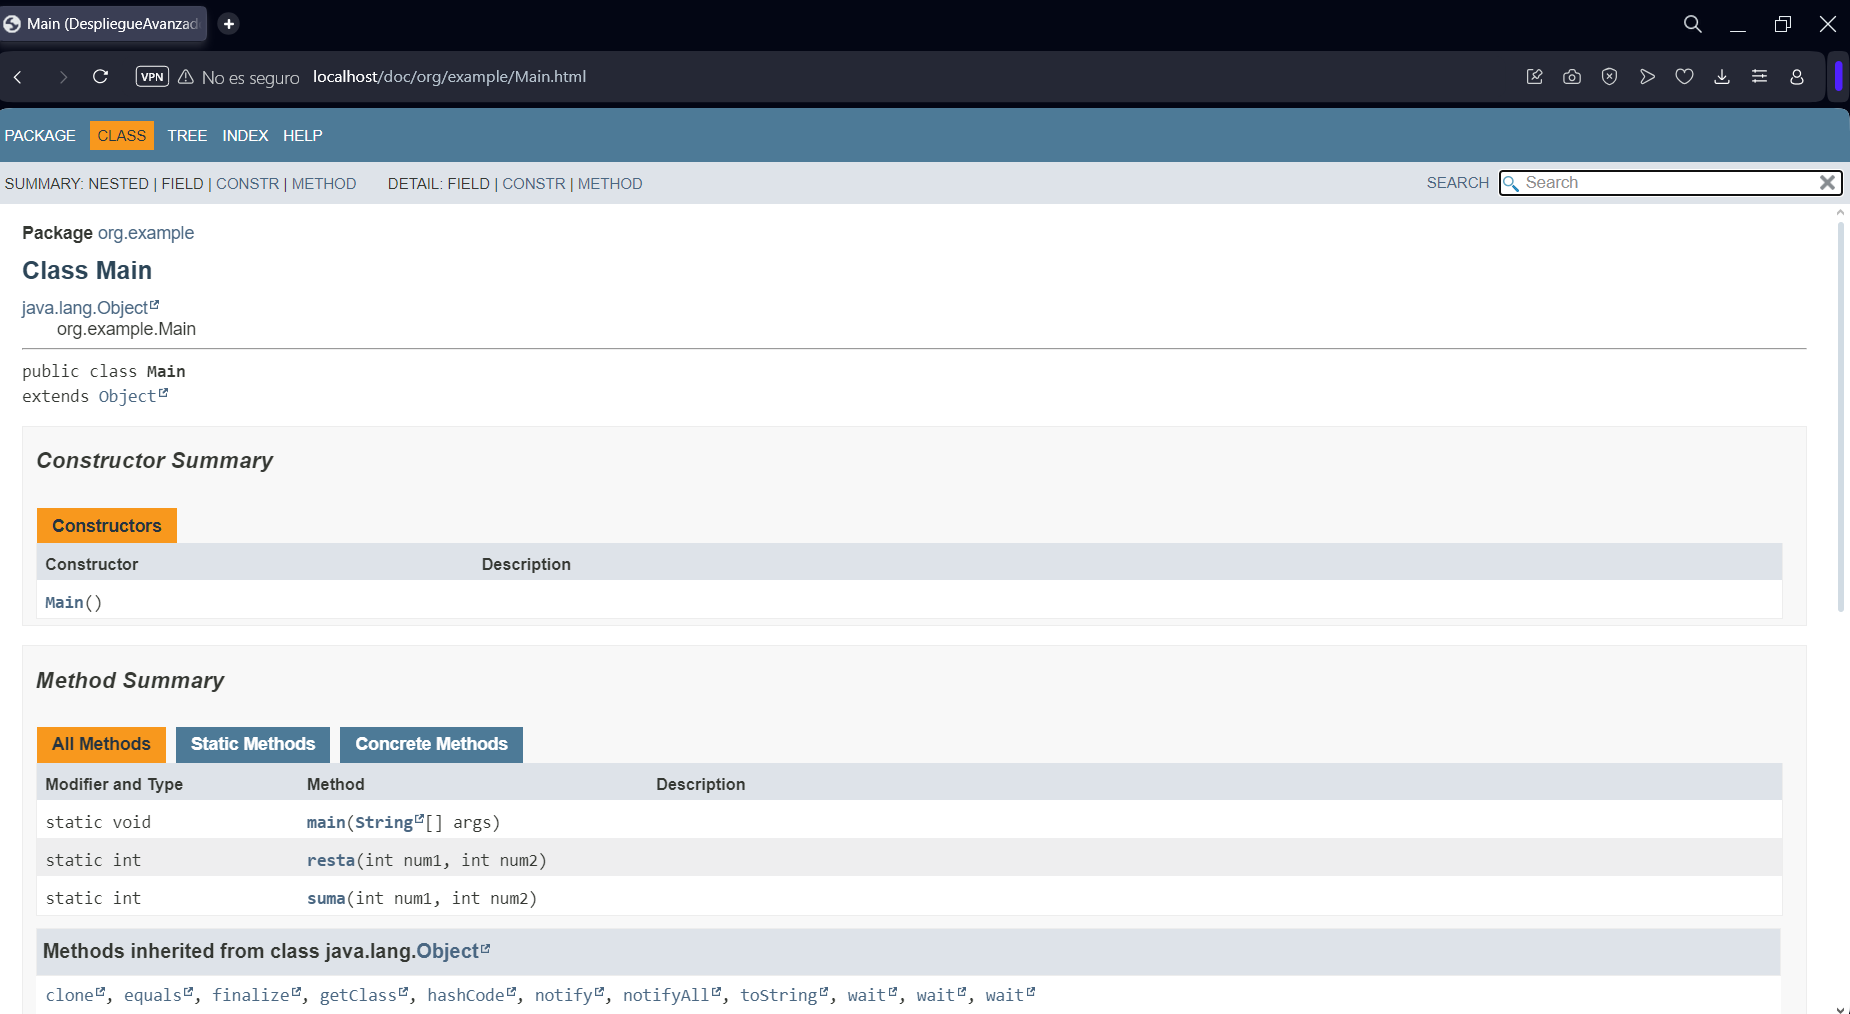 Main (DespliegueAvanzad
VPN No es seguro localhost/doc/org/example/Main.html
PACKAGE CLASS TREE INDEX HELP
SUMMARY: NESTED | FIELD | CONSTR | METHOD DETAIL: FIELD | CONSTR | METHOD SEARCH Search
Package org.example
Class Main
java.lang.Object
org.example.Main
public class Main
extends Object
Constructor Summary
Constructors
Constructor Description
Main()
Method Summary
All Methods Static Methods Concrete Methods
Modifier and Type Method Description
static void main(String[] args)
static int resta(int num1, int num2)
static int suma(int num1, int num2)
Methods inherited from class java.lang.Object
clone, equals, finalize, getClass, hashCode, notify, notifyAll, toString, wait, wait, wait